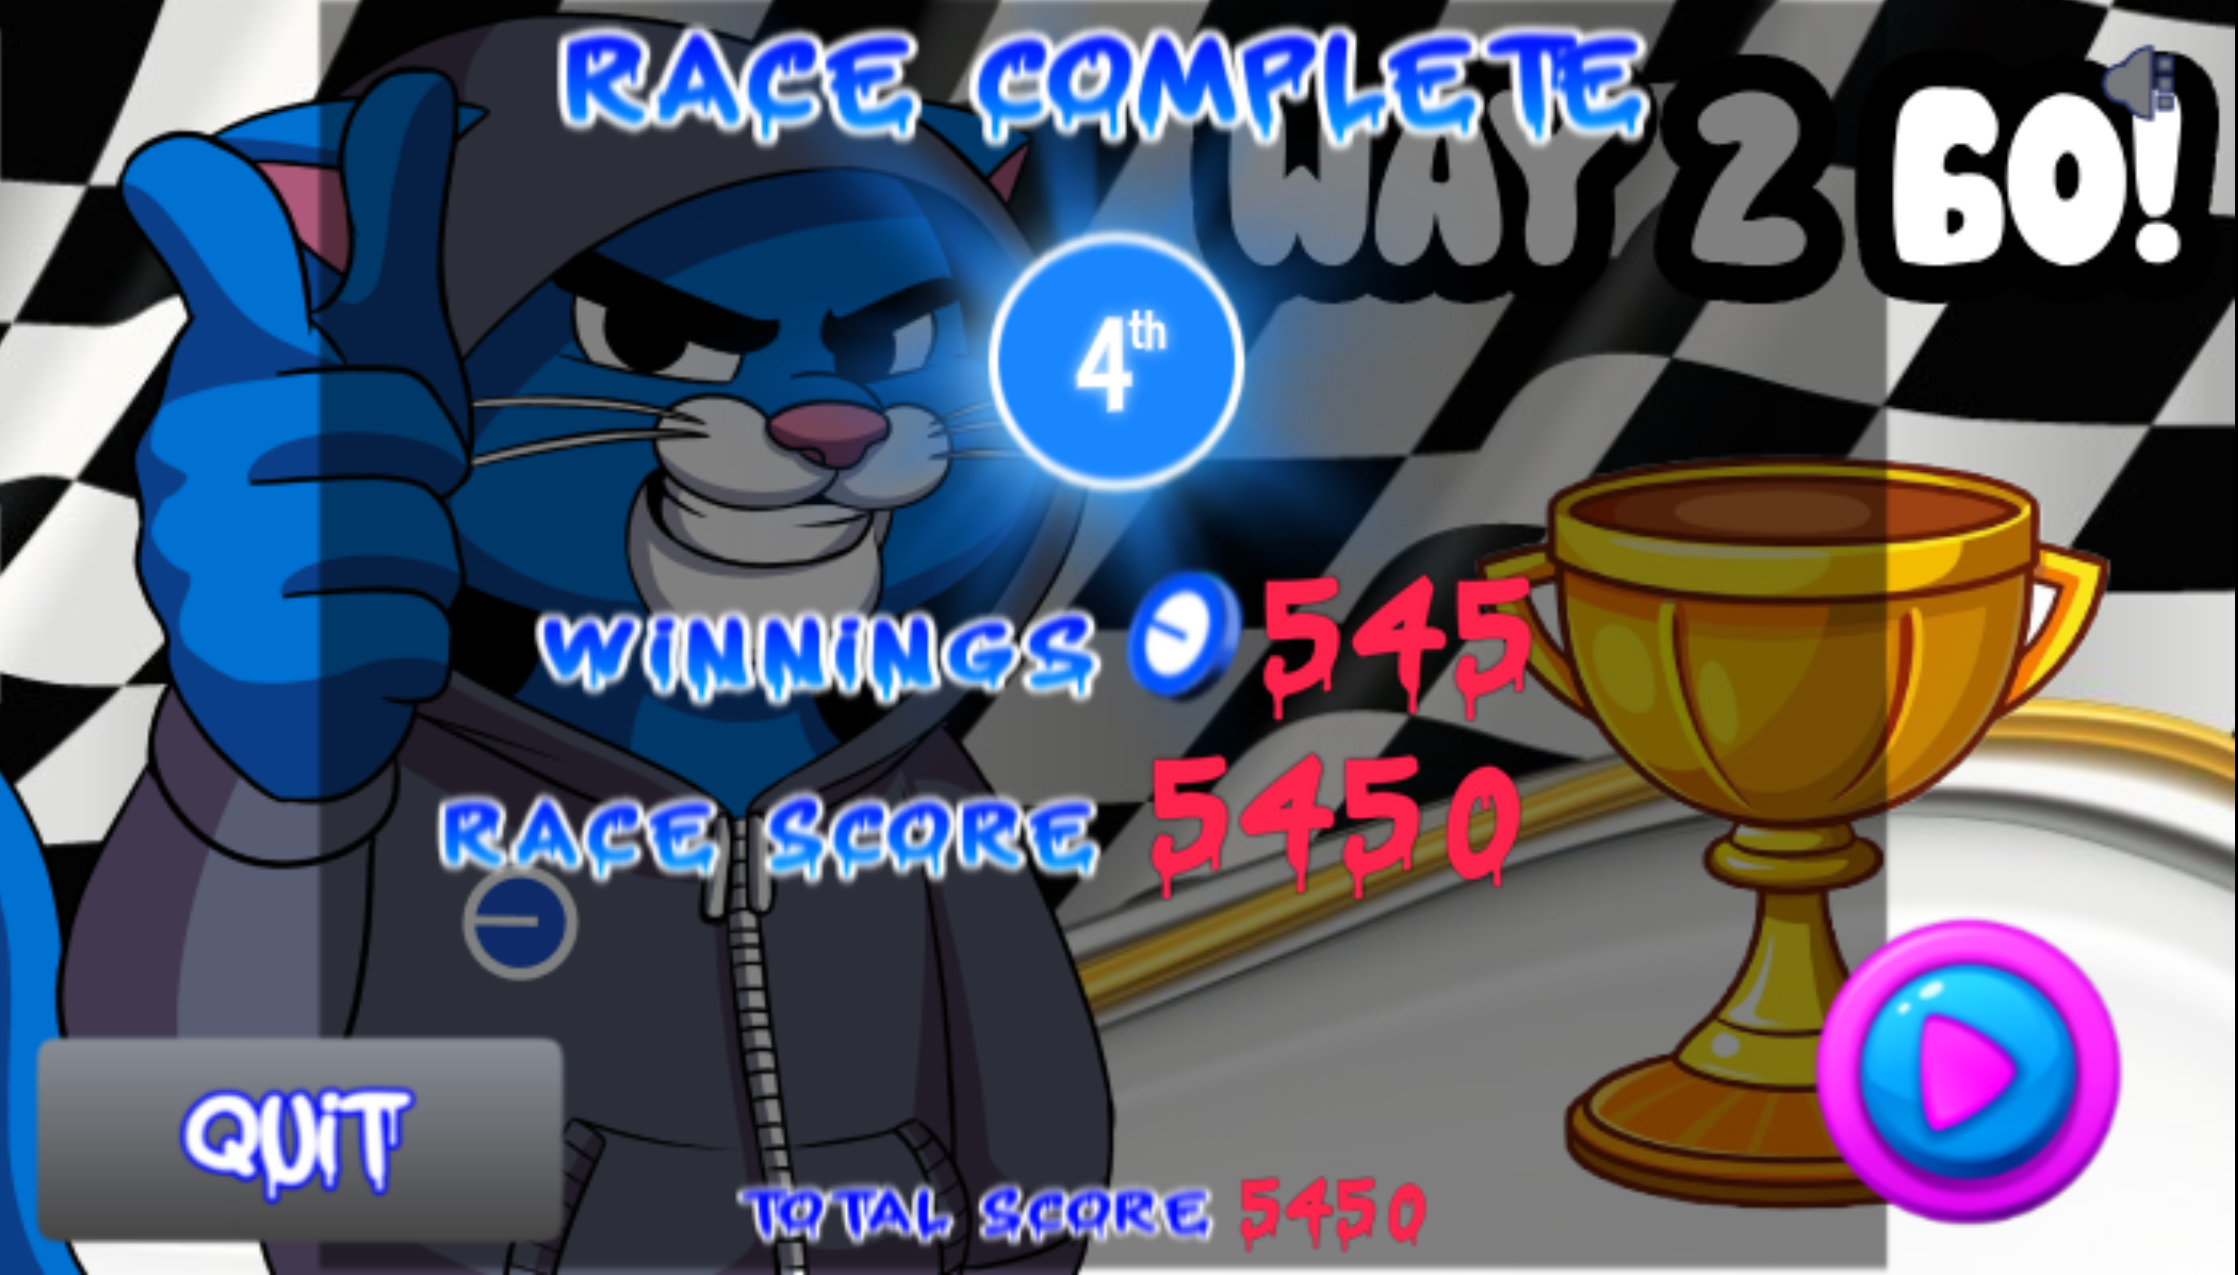 RACE COMPLETE
WAY 2 GO!
4th
WiNNiNGS 545
RACE SCORE 5450
QUiT
TOTAL SCORE 5450